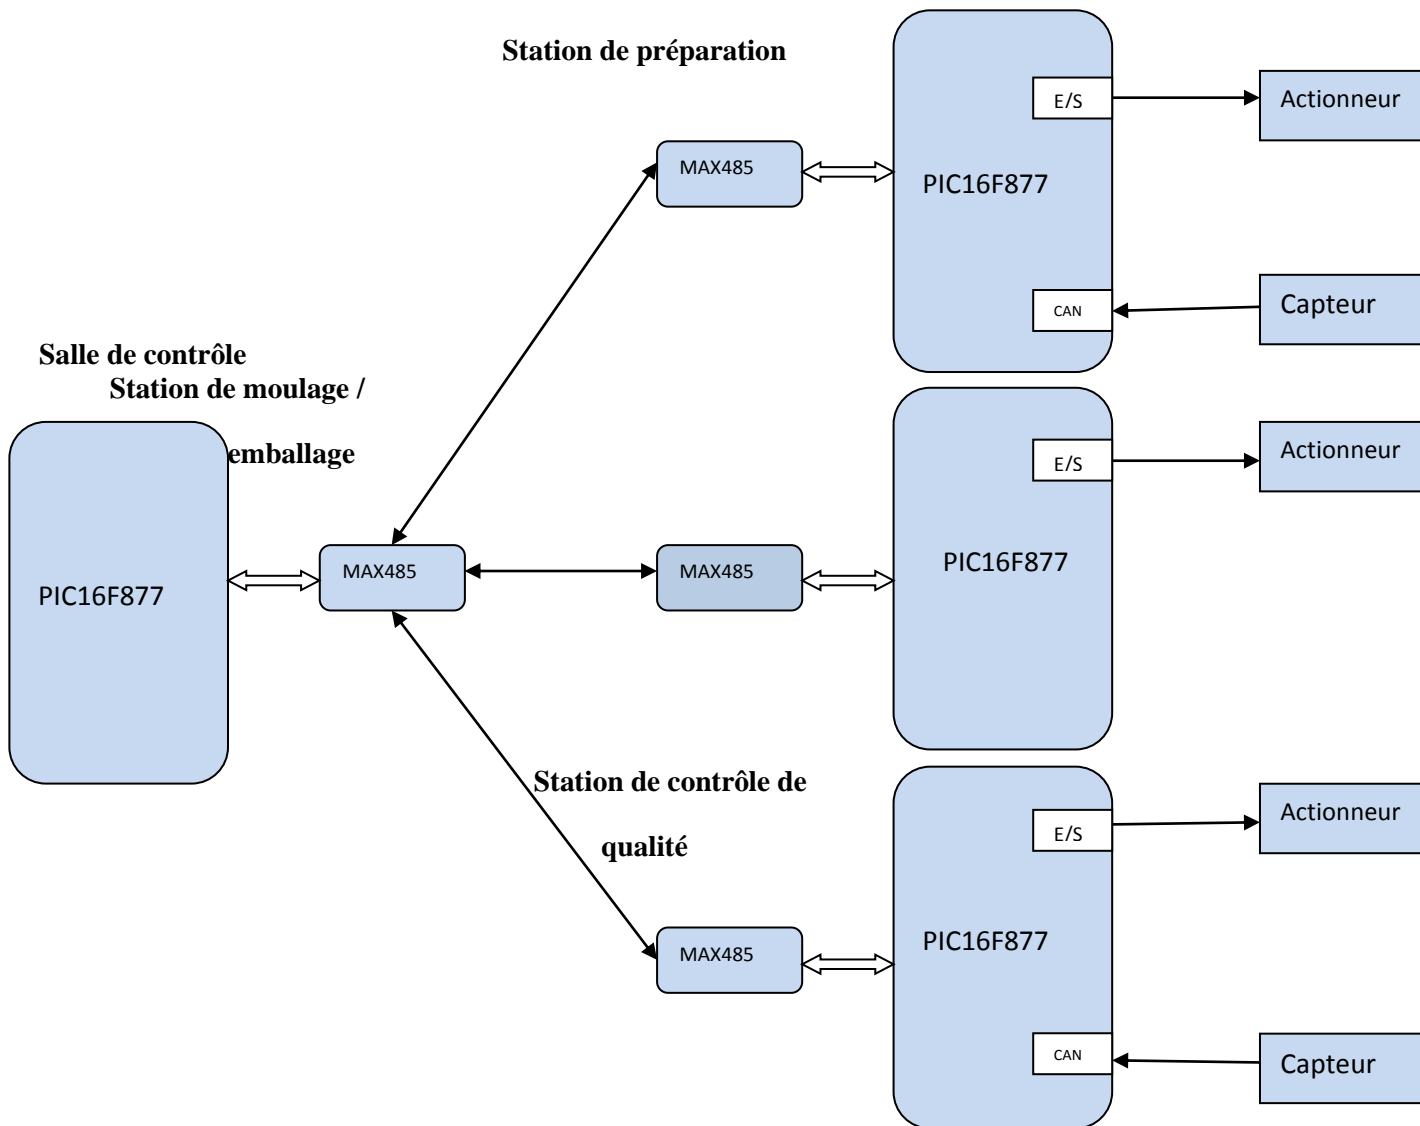 Station de préparation
E/S
Actionneur
MAX485
PIC16F877
CAN
Capteur
Salle de contrôle
Station de moulage /
emballage
E/S
Actionneur
PIC16F877
MAX485
MAX485
PIC16F877
Station de contrôle de
qualité
E/S
Actionneur
MAX485
PIC16F877
CAN
Capteur